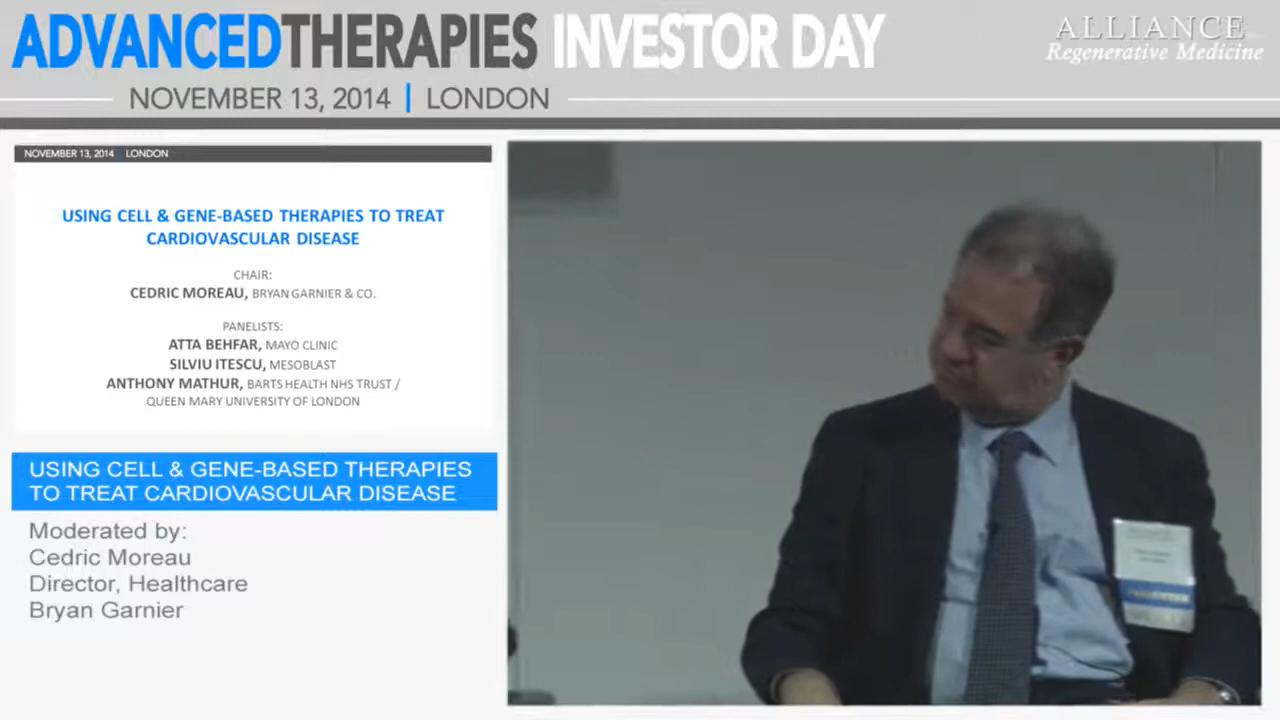 ADVANCEDTHERAPIES INVESTOR DAY
NOVEMBER 13, 2014 | LONDON
ALLIANCE
Regenerative Medicine
NOVEMBER 13, 2014 | LONDON
USING CELL & GENE-BASED THERAPIES TO TREAT
CARDIOVASCULAR DISEASE
CHAIR:
CEDRIC MOREAU, BRYAN GARNIER & CO.
PANELISTS:
ATTA BEHFAR, MAYO CLINIC
SILVIU ITESCU, MESOBLAST
ANTHONY MATHUR, BARTS HEALTH NHS TRUST /
QUEEN MARY UNIVERSITY OF LONDON
USING CELL & GENE-BASED THERAPIES
TO TREAT CARDIOVASCULAR DISEASE
Moderated by:
Cedric Moreau
Director, Healthcare
Bryan Garnier